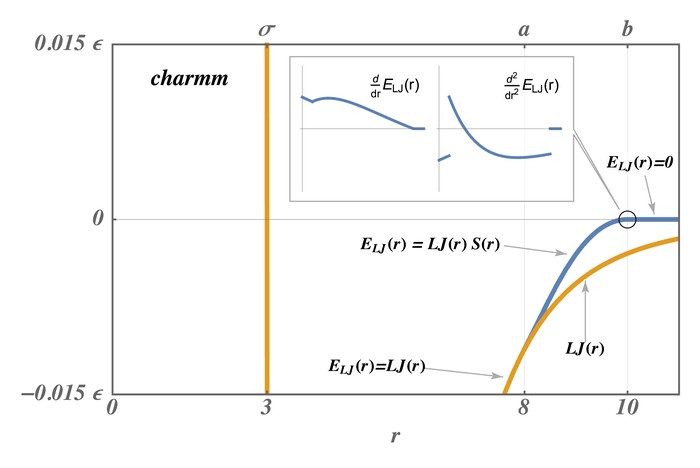 σ a b
0.015 ϵ
charmm
d/dr E_LJ(r)
d²/dr² E_LJ(r)
E_LJ(r)=0
0
E_LJ(r) = LJ(r) S(r)
LJ(r)
E_LJ(r)=LJ(r)
−0.015 ϵ
0 3 8 10
r